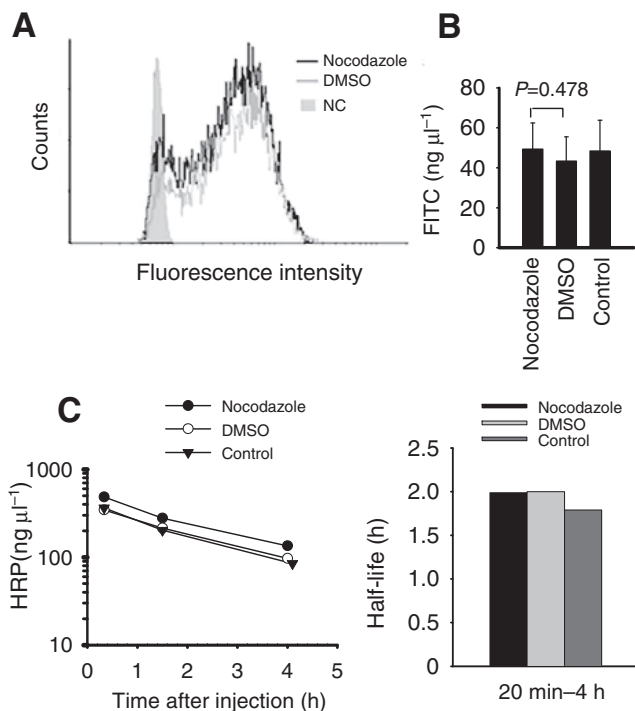 A
Nocodazole
DMSO
NC
Counts
Fluorescence intensity
B
P=0.478
80
60
40
20
0
FITC (ng μl⁻¹)
Nocodazole
DMSO
Control
C
Nocodazole
DMSO
Control
1000
100
10
HRP(ng μl⁻¹)
0 1 2 3 4 5
Time after injection (h)
Nocodazole
DMSO
Control
2.5
2.0
1.5
1.0
0.5
0
Half-life (h)
20 min–4 h